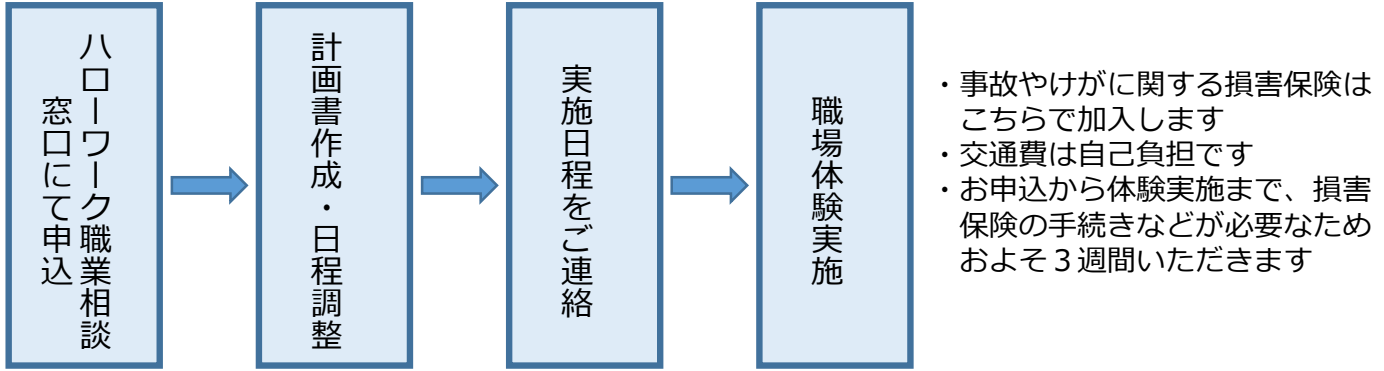 ハローワーク職業相談
窓口にて申込
計画書作成・日程調整
実施日程をご連絡
職場体験実施
・事故やけがに関する損害保険は
こちらで加入します
・交通費は自己負担です
・お申込から体験実施まで、損害
保険の手続きなどが必要なため
およそ３週間いただきます